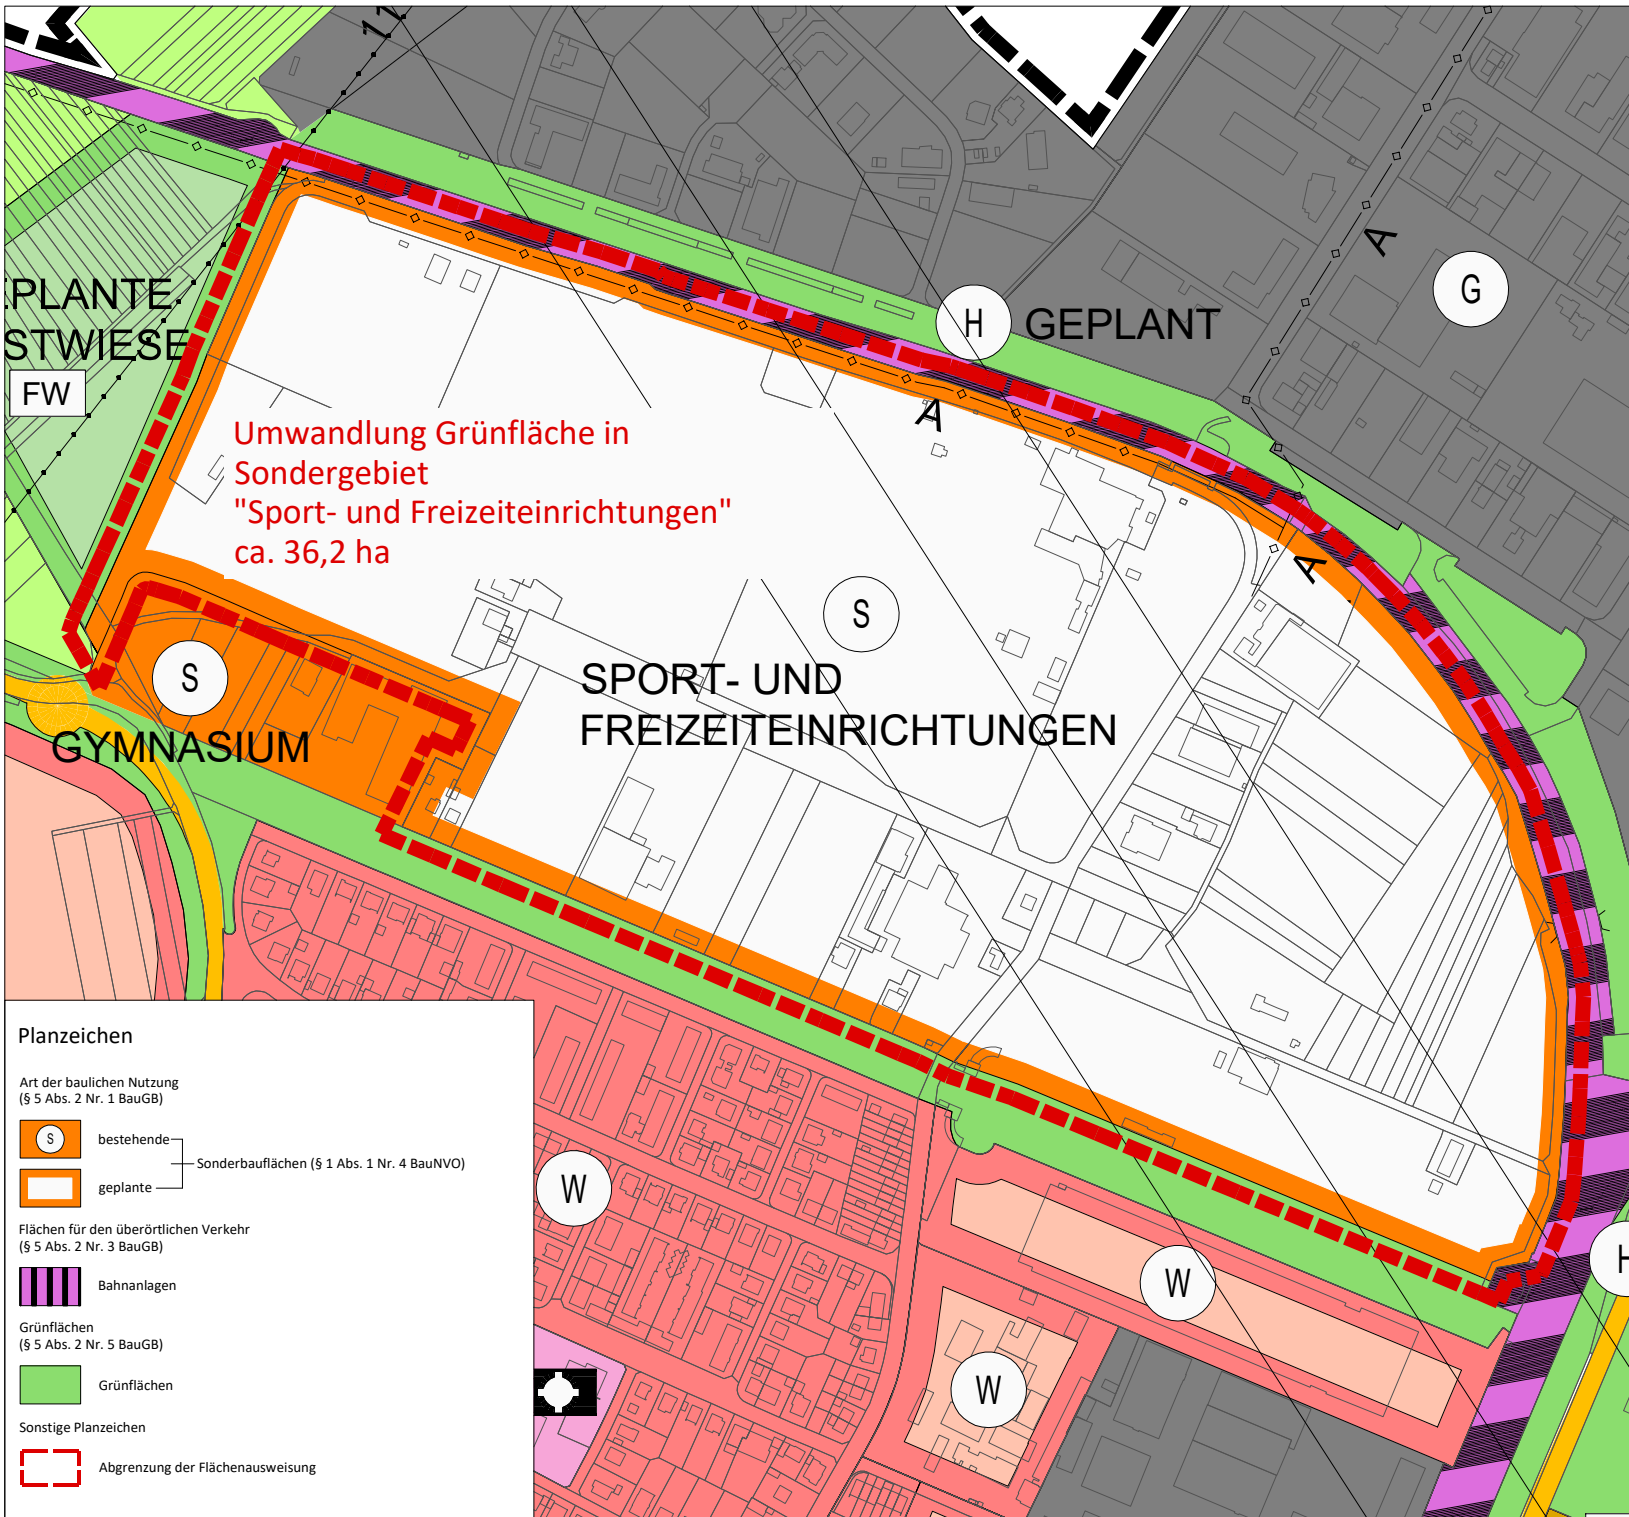 11
A
G
H
GEPLANT
EPLANTE
STWIESE
FW
A
Umwandlung Grünfläche in
Sondergebiet
"Sport- und Freizeiteinrichtungen"
ca. 36,2 ha
A
S
S
SPORT- UND
FREIZEITEINRICHTUNGEN
GYMNASIUM
W
H
W
W
Planzeichen
Art der baulichen Nutzung
(§ 5 Abs. 2 Nr. 1 BauGB)
S
bestehende
Sonderbauflächen (§ 1 Abs. 1 Nr. 4 BauNVO)
geplante
Flächen für den überörtlichen Verkehr
(§ 5 Abs. 2 Nr. 3 BauGB)
Bahnanlagen
Grünflächen
(§ 5 Abs. 2 Nr. 5 BauGB)
Grünflächen
Sonstige Planzeichen
Abgrenzung der Flächenausweisung